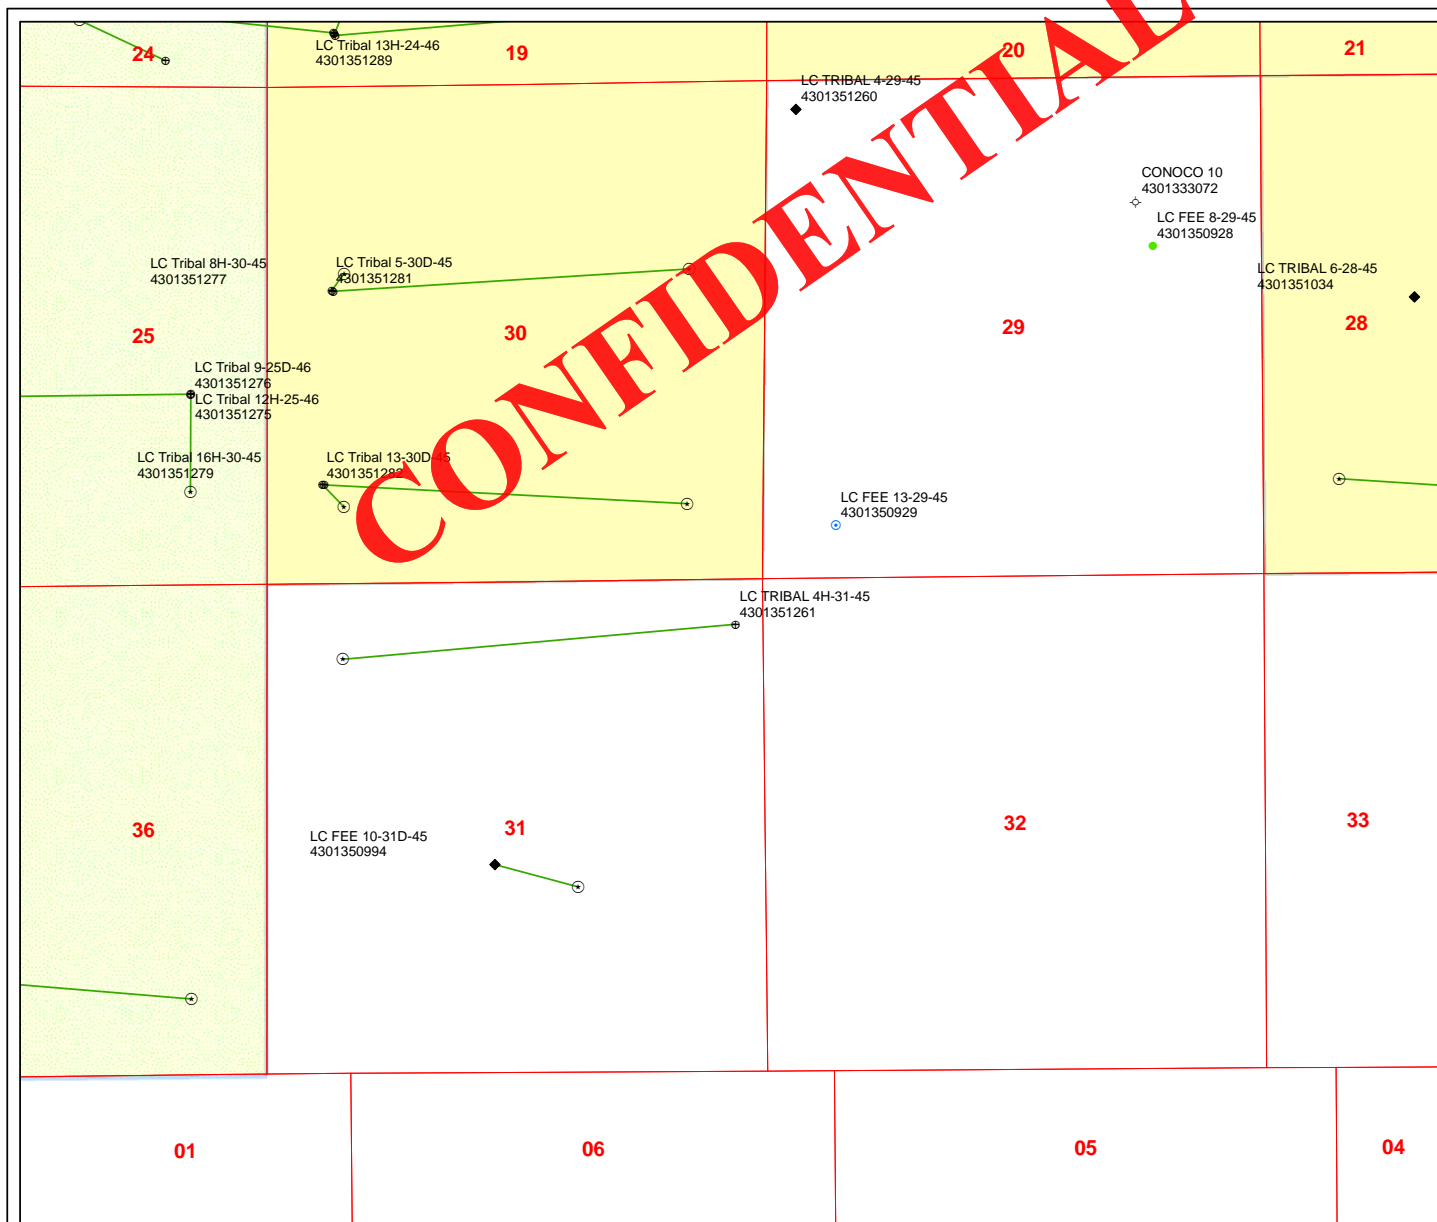 24
LC Tribal 13H-24-46
4301351289
19
20
21
LC TRIBAL 4-29-45
4301351260
CONFIDENTIAL
CONOCO 10
4301333072
LC FEE 8-29-45
4301350928
LC Tribal 8H-30-45
4301351277
LC Tribal 5-30D-45
4301351281
LC TRIBAL 6-28-45
4301351034
25
30
29
28
LC Tribal 9-25D-46
4301351276
LC Tribal 12H-25-46
4301351275
LC Tribal 16H-30-45
4301351279
LC Tribal 13-30D-45
4301351282
LC FEE 13-29-45
4301350929
LC TRIBAL 4H-31-45
4301351261
36
LC FEE 10-31D-45
4301350994
31
32
33
01
06
05
04